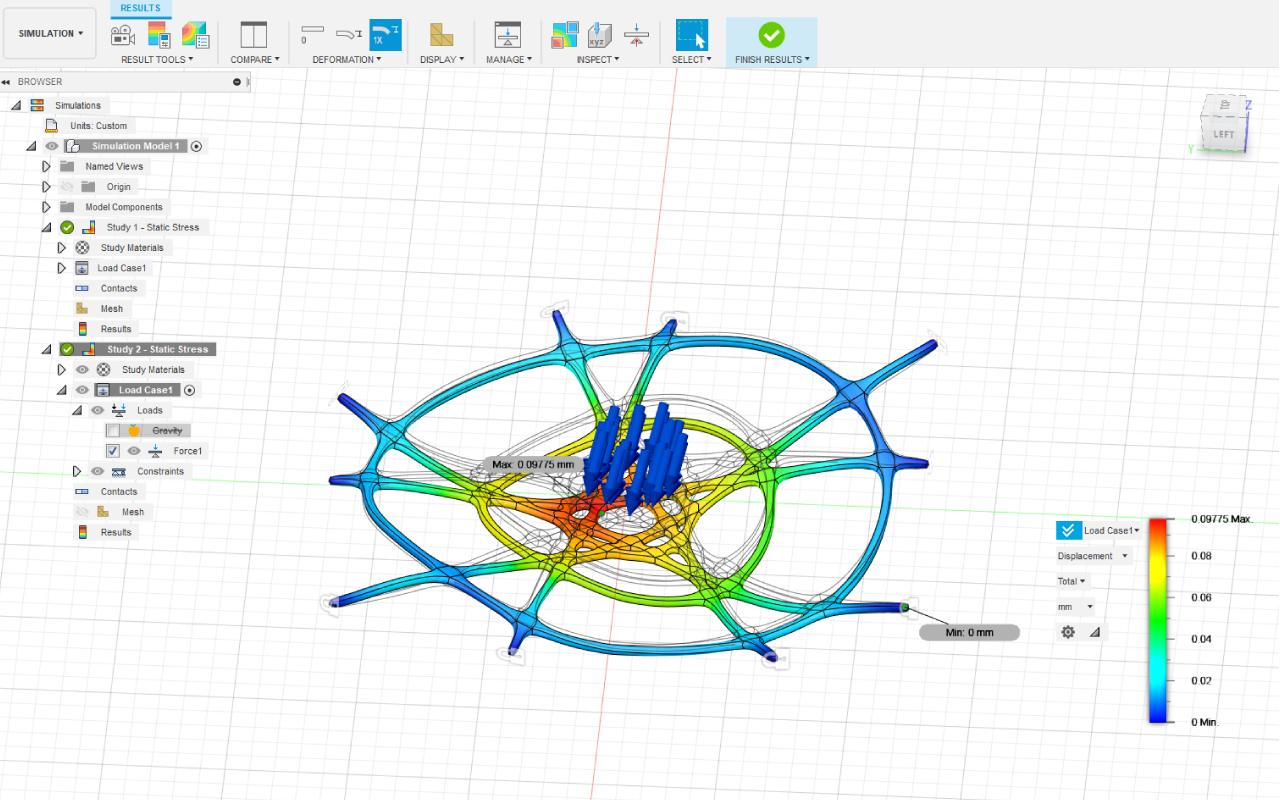 RESULTS
SIMULATION
0
1X
xyz
RESULT TOOLS
COMPARE
DEFORMATION
DISPLAY
MANAGE
INSPECT
SELECT
FINISH RESULTS
BROWSER
Simulations
Units: Custom
Simulation Model 1
Named Views
Origin
Model Components
Study 1 - Static Stress
Study Materials
Load Case1
Contacts
Mesh
Results
Study 2 - Static Stress
Study Materials
Load Case1
Loads
Gravity
Force1
Constraints
Contacts
Mesh
Results
Z
LEFT
Y
Max: 0.09775 mm
Min: 0 mm
Load Case1
Displacement
Total
mm
0.09775 Max.
0.08
0.06
0.04
0.02
0 Min.